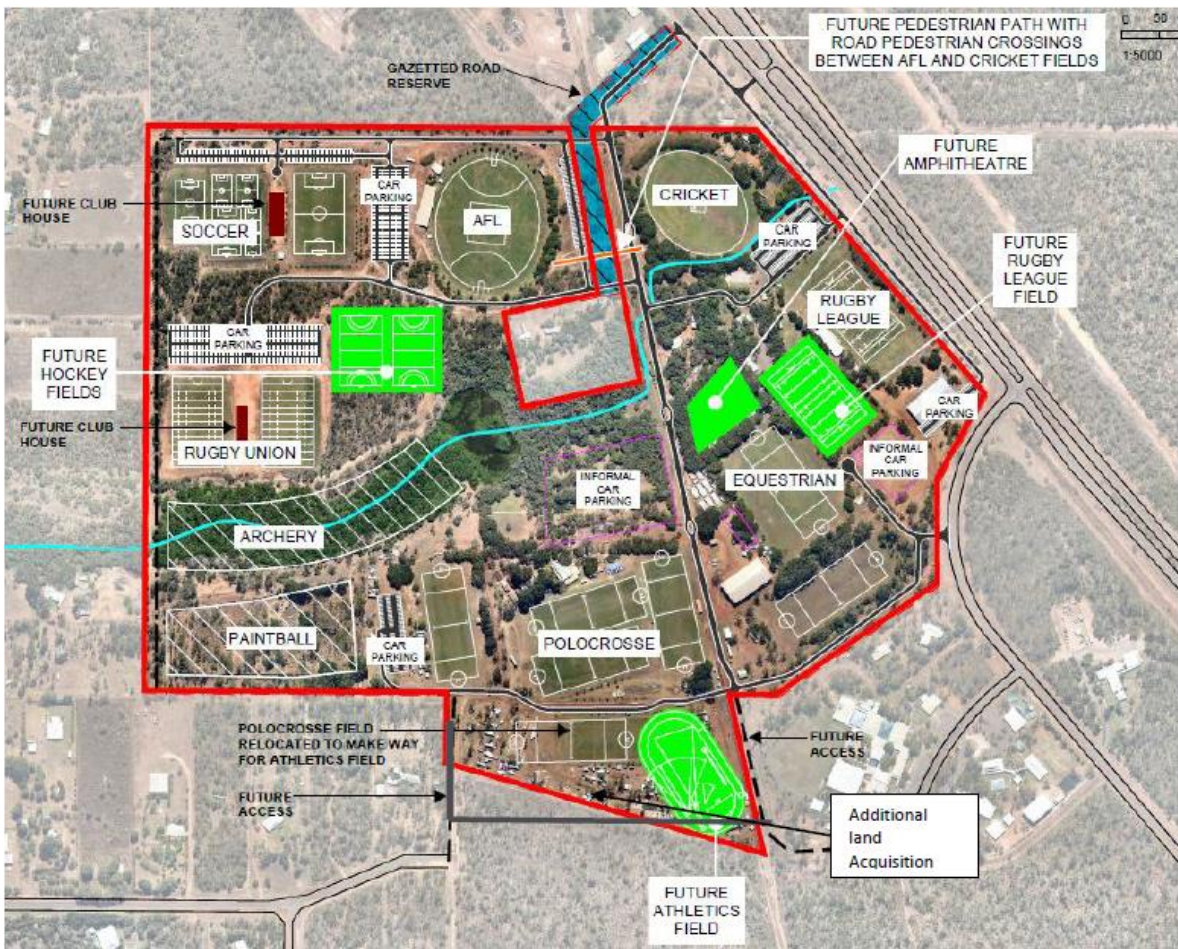 FUTURE PEDESTRIAN PATH WITH
ROAD PEDESTRIAN CROSSINGS
BETWEEN AFL AND CRICKET FIELDS
0 50
1:5000
GAZETTED ROAD
RESERVE
FUTURE
AMPHITHEATRE
FUTURE CLUB
HOUSE
SOCCER
CAR
PARKING
AFL
CRICKET
CAR
PARKING
FUTURE
RUGBY
LEAGUE
FIELD
RUGBY
LEAGUE
FUTURE
HOCKEY
FIELDS
CAR
PARKING
FUTURE CLUB
HOUSE
RUGBY UNION
CAR
PARKING
INFORMAL
CAR
PARKING
INFORMAL
CAR
PARKING
EQUESTRIAN
ARCHERY
PAINTBALL
CAR
PARKING
POLOCROSSE
POLOCROSSE FIELD
RELOCATED TO MAKE WAY
FOR ATHLETICS FIELD
FUTURE
ACCESS
FUTURE
ACCESS
Additional
land
Acquisition
FUTURE
ATHLETICS
FIELD